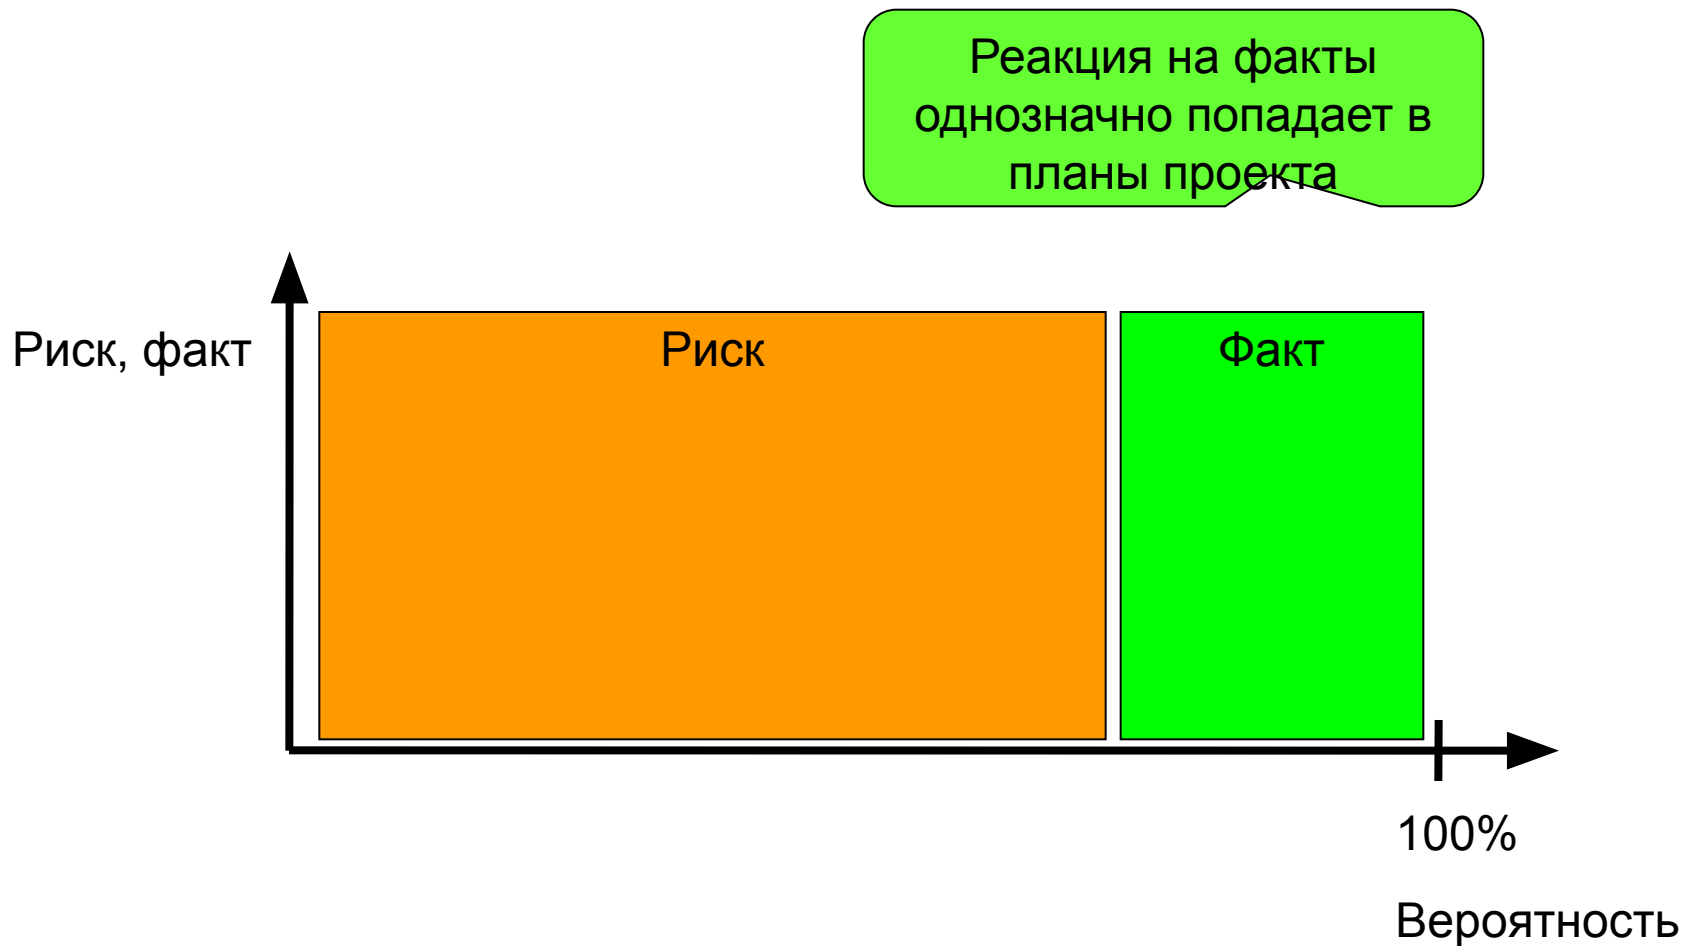 Реакция на факты
однозначно попадает в
планы проекта
Риск, факт
Риск
Факт
100%
Вероятность